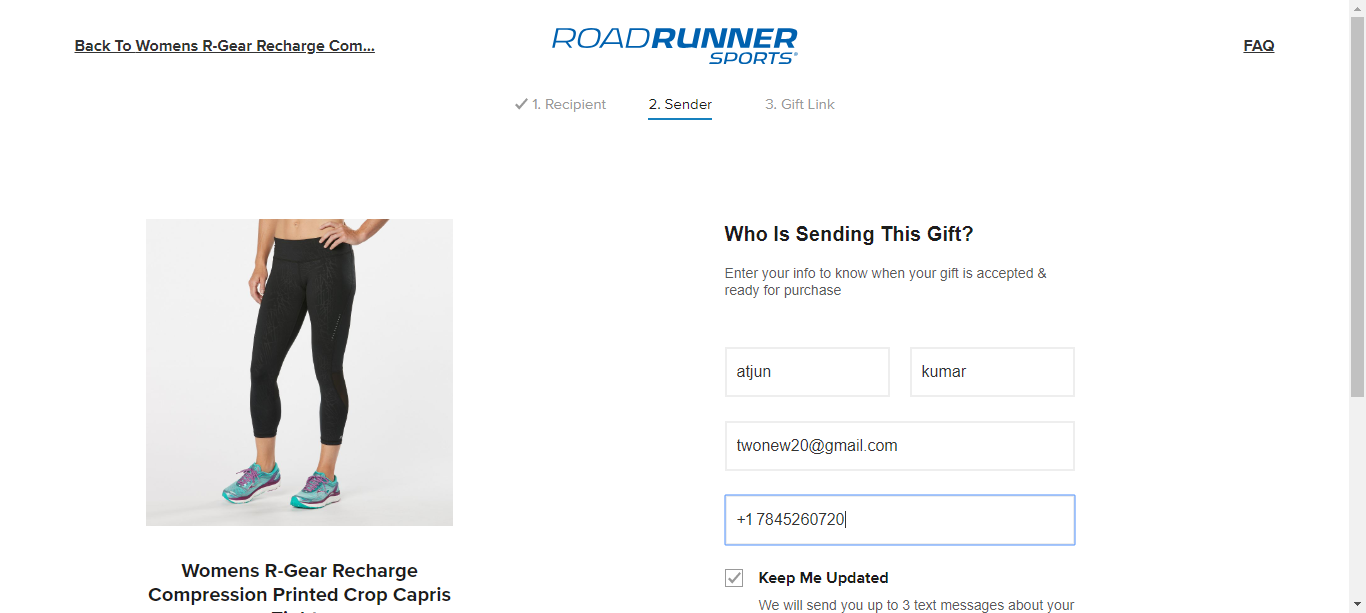 Back To Womens R-Gear Recharge Com...
ROADRUNNER
SPORTS
FAQ
1. Recipient
2. Sender
3. Gift Link
Who Is Sending This Gift?
Enter your info to know when your gift is accepted &
ready for purchase
atjun
kumar
twonew20@gmail.com
+1 7845260720
Keep Me Updated
We will send you up to 3 text messages about your
Womens R-Gear Recharge
Compression Printed Crop Capris